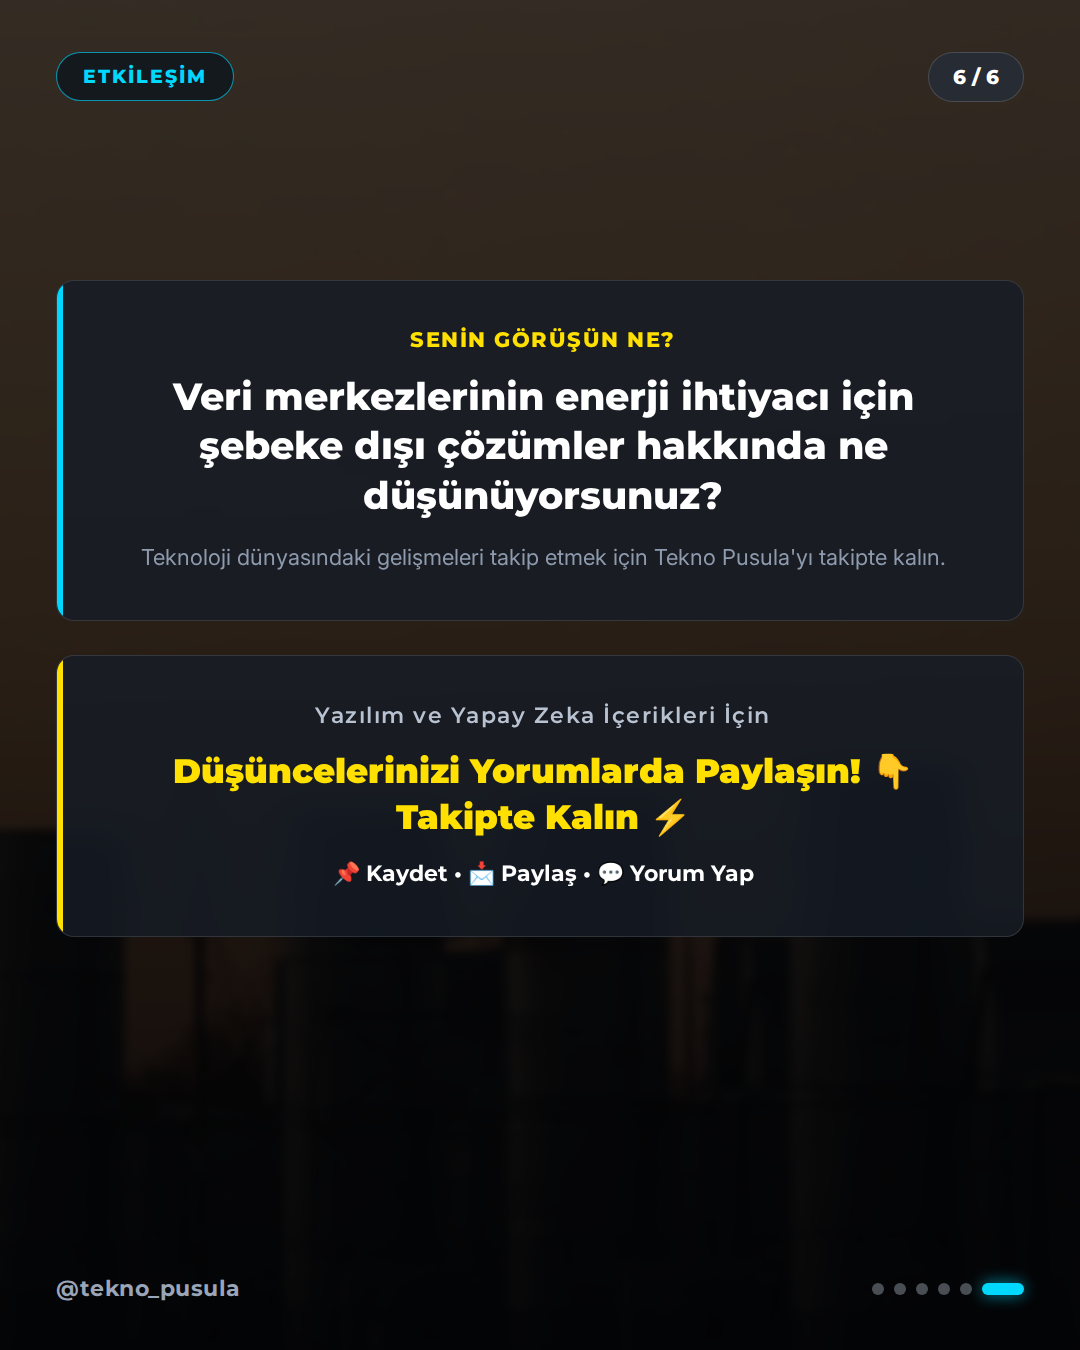 ETKİLEŞİM
6 / 6
SENİN GÖRÜŞÜN NE?
Veri merkezlerinin enerji ihtiyacı için
şebeke dışı çözümler hakkında ne
düşünüyorsunuz?
Teknoloji dünyasındaki gelişmeleri takip etmek için Tekno Pusula'yı takipte kalın.
Yazılım ve Yapay Zeka İçerikleri İçin
Düşüncelerinizi Yorumlarda Paylaşın! 👇
Takipte Kalın ⚡
📌 Kaydet • 📩 Paylaş • 💬 Yorum Yap
@tekno_pusula